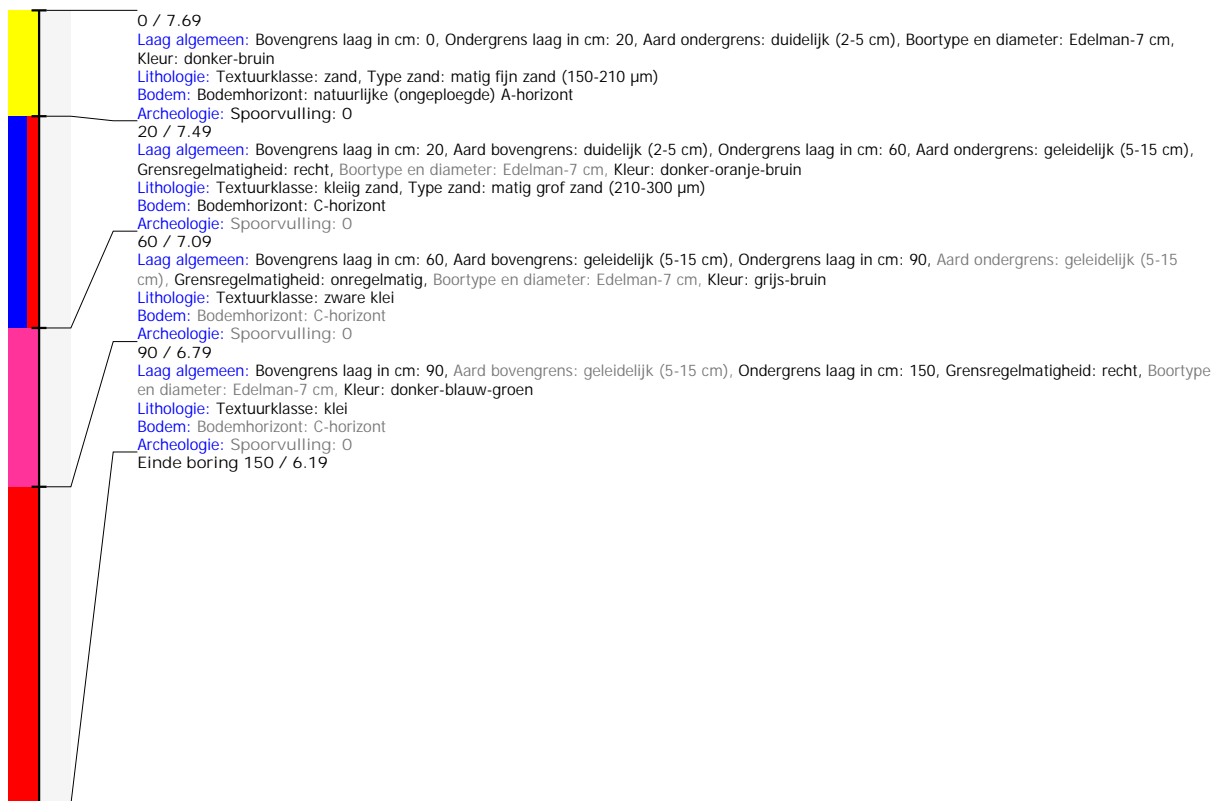 0 / 7.69
Laag algemeen: Bovengrens laag in cm: 0, Ondergrens laag in cm: 20, Aard ondergrens: duidelijk (2-5 cm), Boortype en diameter: Edelman-7 cm,
Kleur: donker-bruin
Lithologie: Textuurklasse: zand, Type zand: matig fijn zand (150-210 µm)
Bodem: Bodemhorizont: natuurlijke (ongeploegde) A-horizont
Archeologie: Spoorvulling: 0
20 / 7.49
Laag algemeen: Bovengrens laag in cm: 20, Aard bovengrens: duidelijk (2-5 cm), Ondergrens laag in cm: 60, Aard ondergrens: geleidelijk (5-15 cm),
Grensregelmatigheid: recht, Boortype en diameter: Edelman-7 cm, Kleur: donker-oranje-bruin
Lithologie: Textuurklasse: kleiig zand, Type zand: matig grof zand (210-300 µm)
Bodem: Bodemhorizont: C-horizont
Archeologie: Spoorvulling: 0
60 / 7.09
Laag algemeen: Bovengrens laag in cm: 60, Aard bovengrens: geleidelijk (5-15 cm), Ondergrens laag in cm: 90, Aard ondergrens: geleidelijk (5-15
cm), Grensregelmatigheid: onregelmatig, Boortype en diameter: Edelman-7 cm, Kleur: grijs-bruin
Lithologie: Textuurklasse: zware klei
Bodem: Bodemhorizont: C-horizont
Archeologie: Spoorvulling: 0
90 / 6.79
Laag algemeen: Bovengrens laag in cm: 90, Aard bovengrens: geleidelijk (5-15 cm), Ondergrens laag in cm: 150, Grensregelmatigheid: recht, Boortype
en diameter: Edelman-7 cm, Kleur: donker-blauw-groen
Lithologie: Textuurklasse: klei
Bodem: Bodemhorizont: C-horizont
Archeologie: Spoorvulling: 0
Einde boring 150 / 6.19